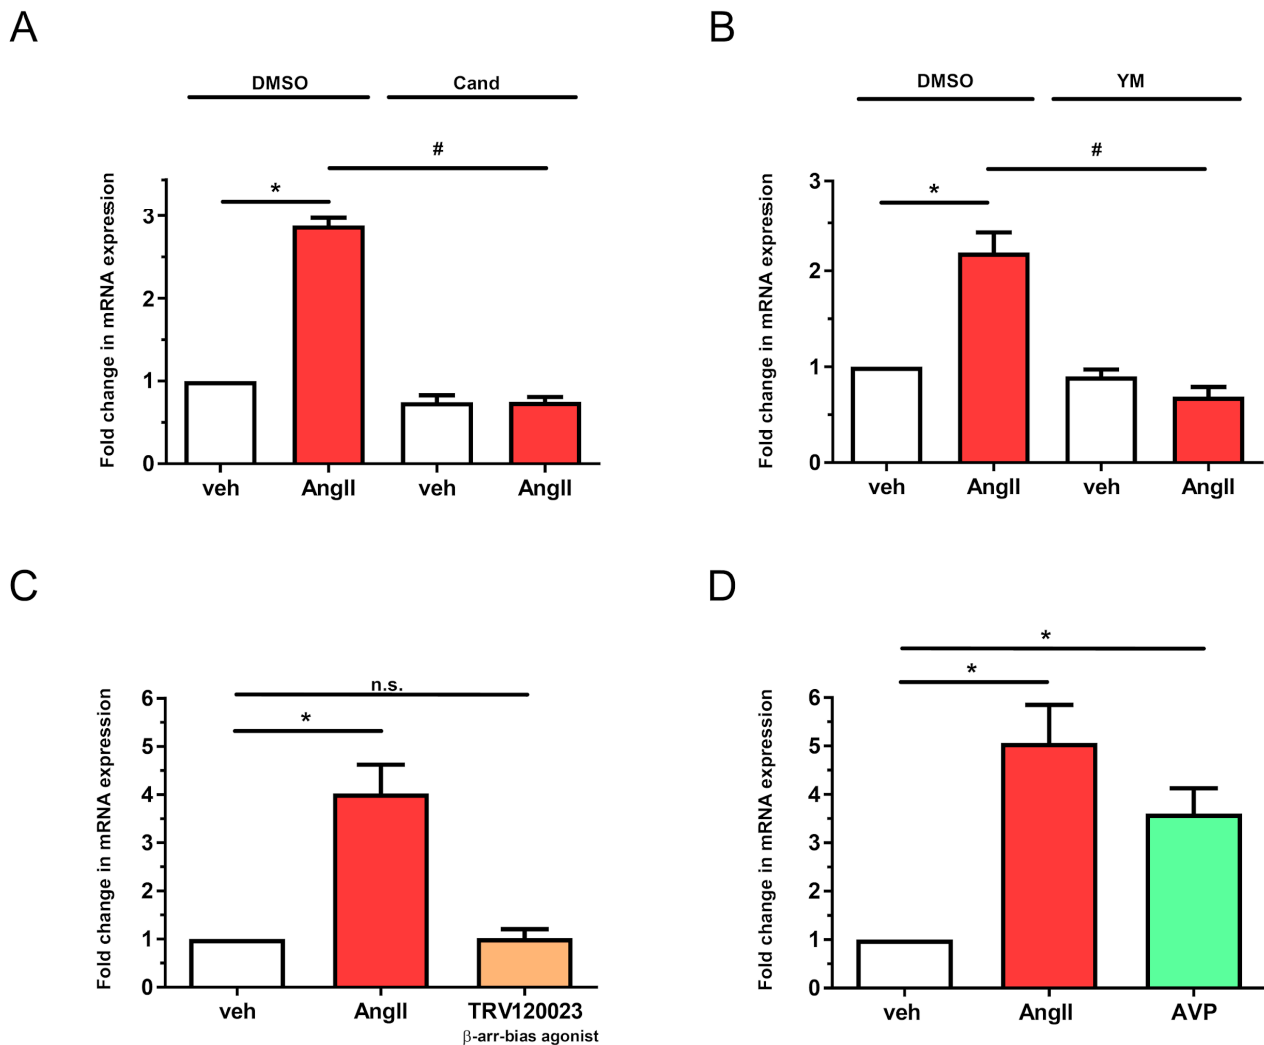 A
DMSO
Cand
#
*
Fold change in mRNA expression
3
2
1
0
veh
AngII
veh
AngII
B
DMSO
YM
#
*
Fold change in mRNA expression
3
2
1
0
veh
AngII
veh
AngII
C
n.s.
*
Fold change in mRNA expression
6
5
4
3
2
1
0
veh
AngII
TRV120023
β-arr-bias agonist
D
*
*
Fold change in mRNA expression
6
5
4
3
2
1
0
veh
AngII
AVP